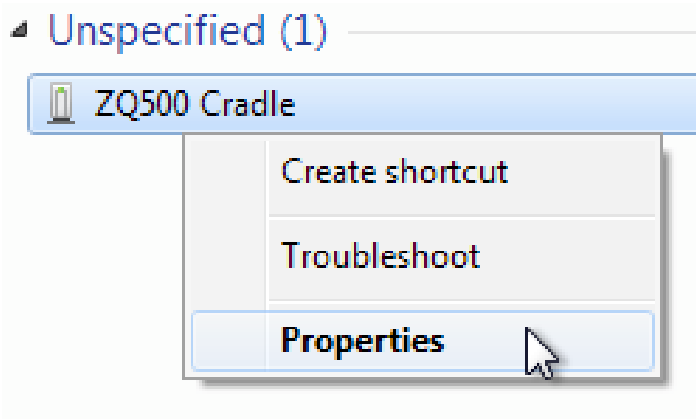 Unspecified (1)
ZQ500 Cradle
Create shortcut
Troubleshoot
Properties